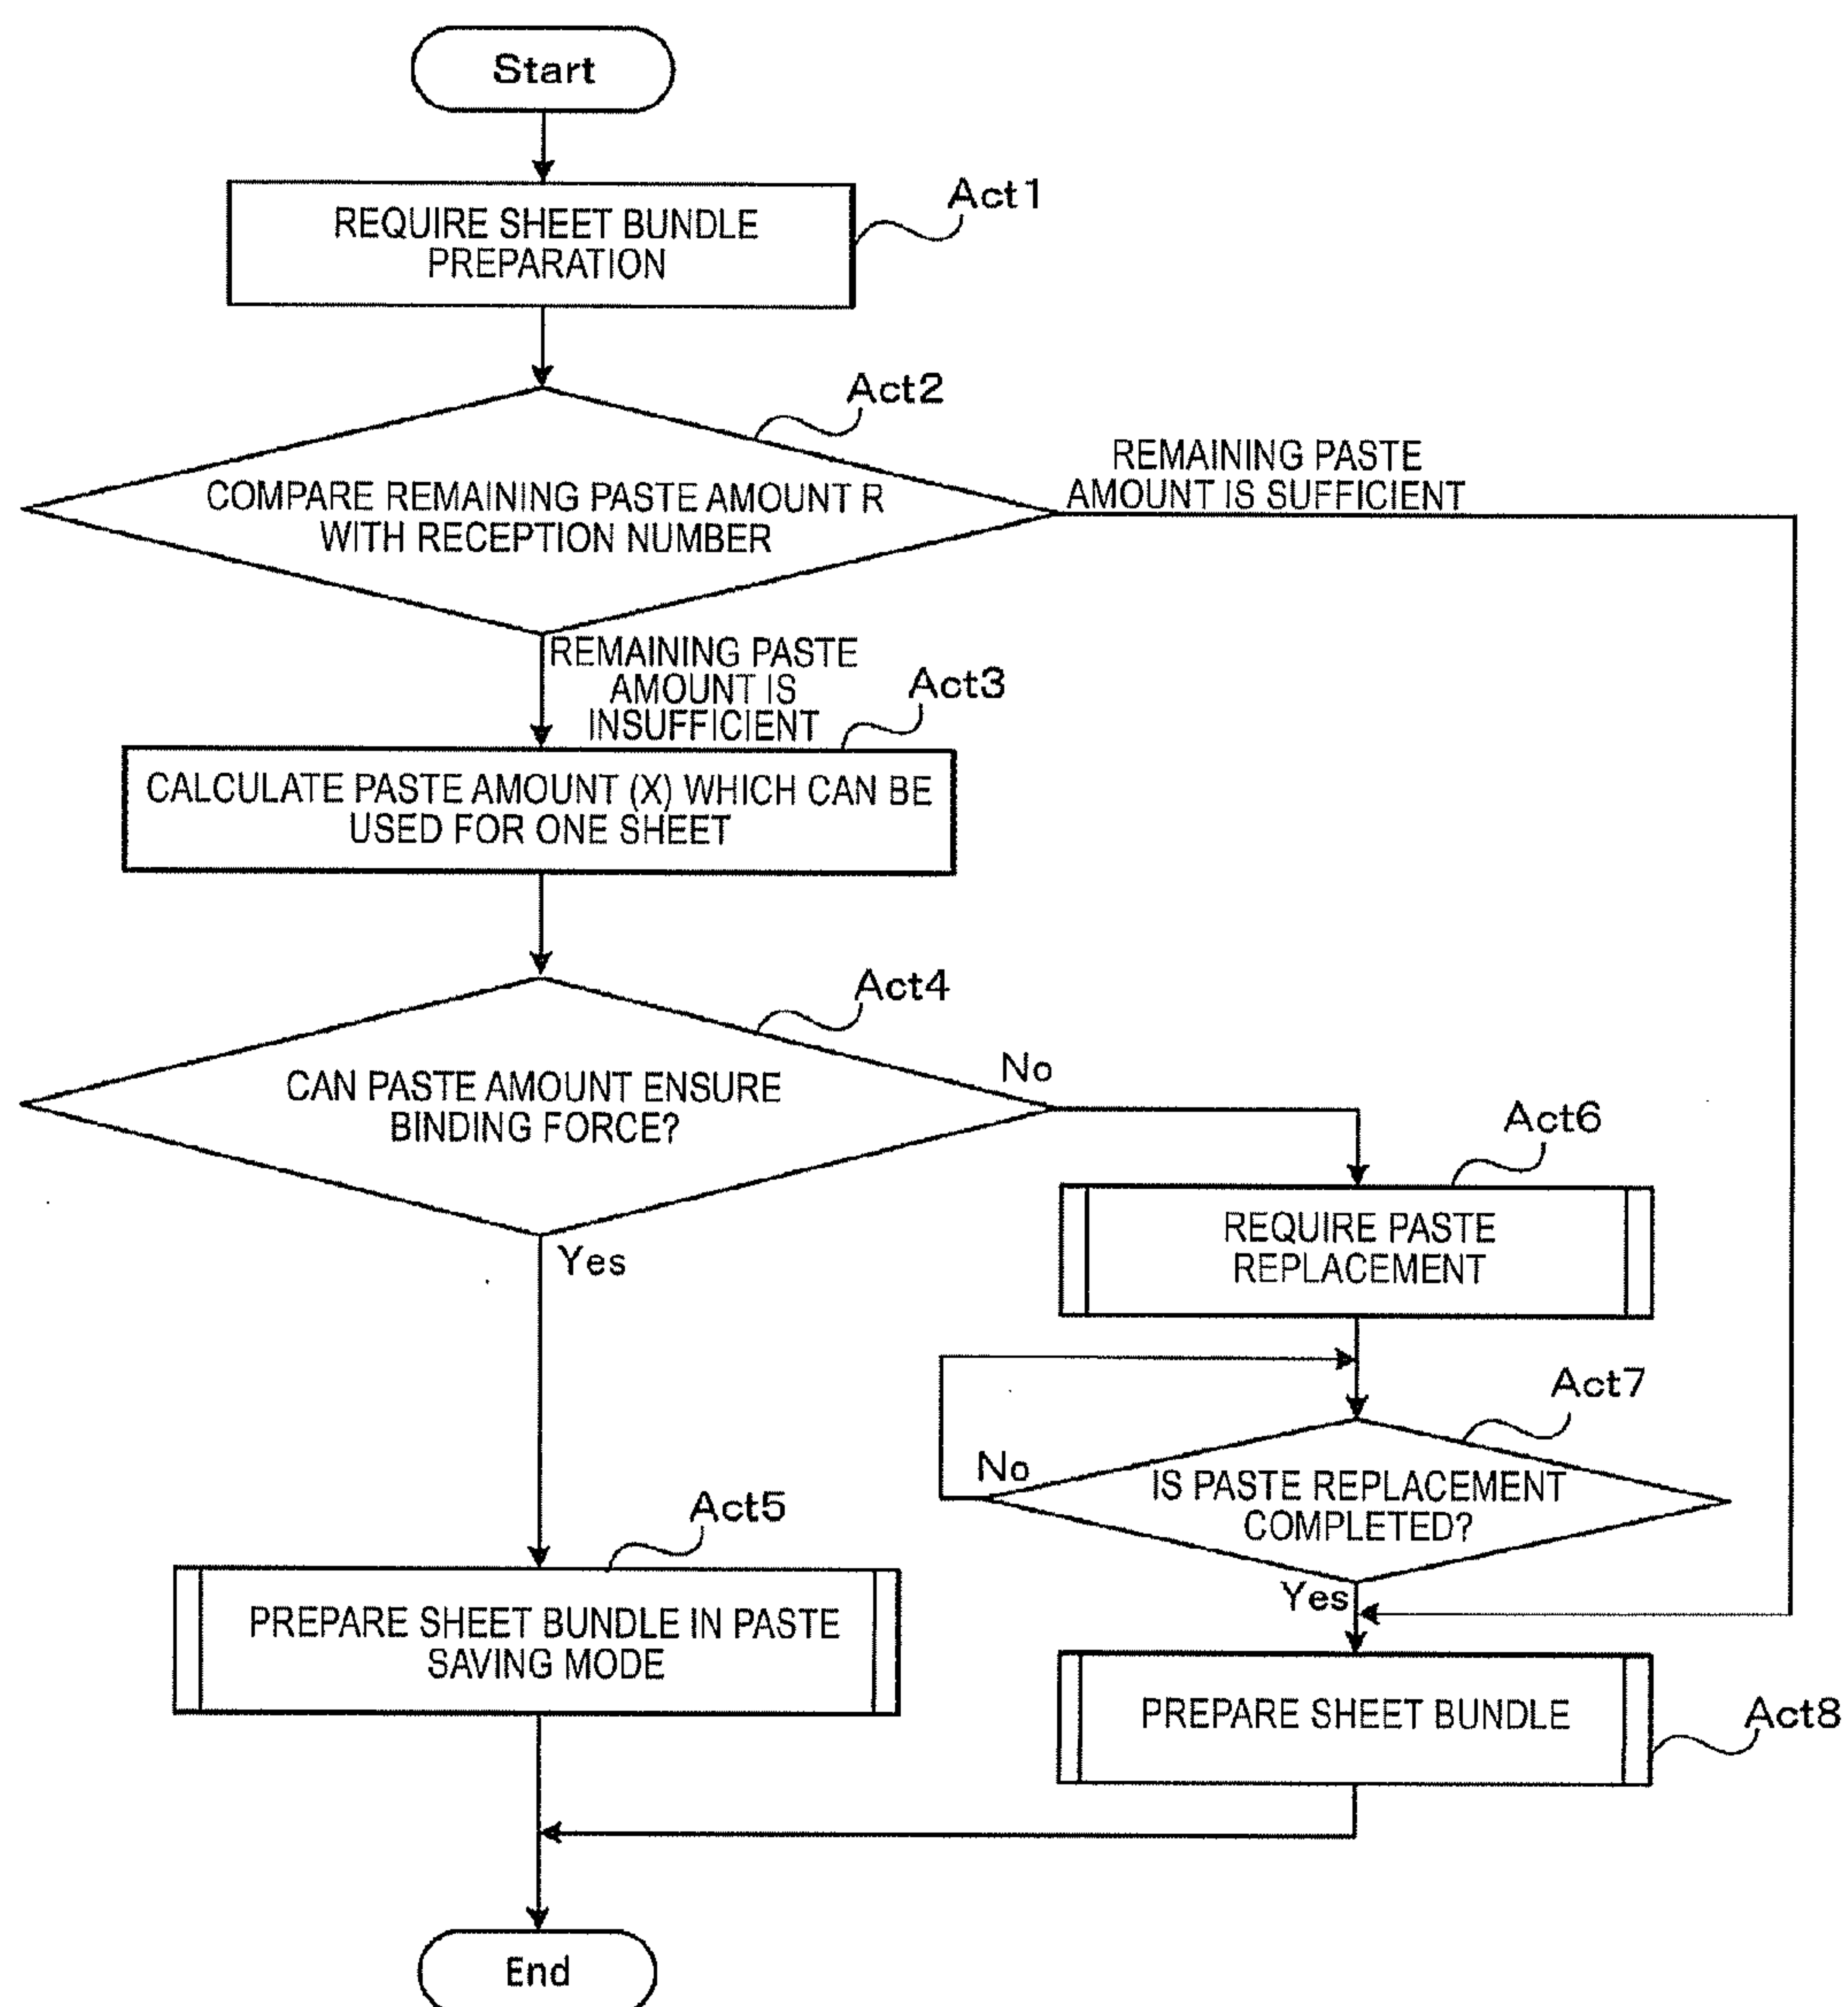 Start
Act1
REQUIRE SHEET BUNDLE
PREPARATION
Act2
COMPARE REMAINING PASTE AMOUNT R
WITH RECEPTION NUMBER
REMAINING PASTE
AMOUNT IS SUFFICIENT
REMAINING PASTE
AMOUNT IS
INSUFFICIENT
Act3
CALCULATE PASTE AMOUNT (X) WHICH CAN BE
USED FOR ONE SHEET
Act4
CAN PASTE AMOUNT ENSURE
BINDING FORCE?
No
Yes
Act6
REQUIRE PASTE
REPLACEMENT
Act7
No
IS PASTE REPLACEMENT
COMPLETED?
Yes
Act5
PREPARE SHEET BUNDLE IN PASTE
SAVING MODE
PREPARE SHEET BUNDLE
Act8
End